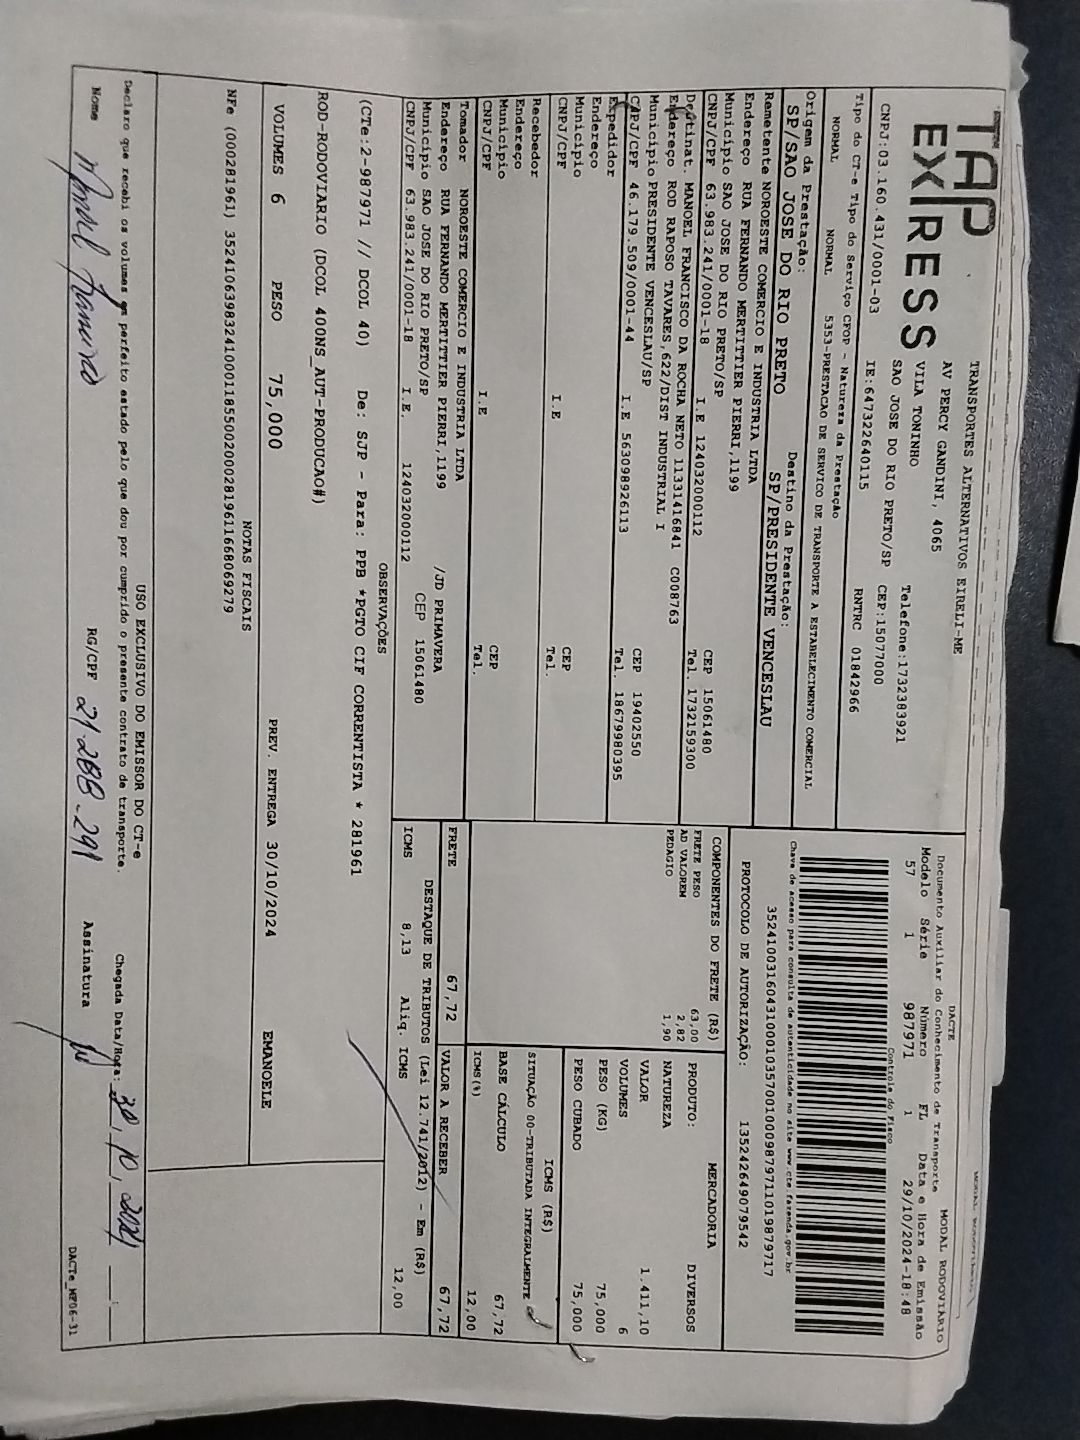 TAP
EXPRESS
TRANSPORTES ALTERNATIVOS EIRELI-ME
AV PERCY GANDINI, 4065
VILA TONINHO
Telefone:1732383921
SAO JOSE DO RIO PRETO/SP CEP:15077000
CNPJ:03.160.431/0001-03 IE:647322640115 RNTRC 01842966
Tipo do CT-e Tipo do Serviço CFOP - Natureza da Prestação
NORMAL NORMAL 5353-PRESTACAO DE SERVICO DE TRANSPORTE A ESTABELECIMENTO COMERCIAL
Origem da Prestação: Destino da Prestação:
SP/SAO JOSE DO RIO PRETO SP/PRESIDENTE VENCESLAU
Remetente NOROESTE COMERCIO E INDUSTRIA LTDA
Endereço RUA FERNANDO MERTITTIER PIERRI,1199
Município SAO JOSE DO RIO PRETO/SP CEP 15061480
CNPJ/CPF 63.983.241/0001-18 I.E 124032000112 Tel. 1732159300
Destinat. MANOEL FRANCISCO DA ROCHA NETO 11331416841 C008763
Endereço ROD RAPOSO TAVARES,622/DIST INDUSTRIAL I
Município PRESIDENTE VENCESLAU/SP CEP 19402550
CNPJ/CPF 46.179.509/0001-44 I.E 563098926113 Tel. 18679980395
Expedidor
Endereço
Município CEP
CNPJ/CPF I.E Tel.
Recebedor
Endereço
Município CEP
CNPJ/CPF I.E Tel.
Tomador NOROESTE COMERCIO E INDUSTRIA LTDA
Endereço RUA FERNANDO MERTITTIER PIERRI,1199 /JD PRIMAVERA
Município SAO JOSE DO RIO PRETO/SP CEP 15061480
CNPJ/CPF 63.983.241/0001-18 I.E. 124032000112
DACTE MODAL RODOVIÁRIO
Documento Auxiliar do Conhecimento de Transporte
Modelo Série Número FL Data e Hora de Emissão
57 1 987971 1 29/10/2024-18:48
Controle do Fisco
Chave de acesso para consulta de autenticidade no site www.cte.fazenda.gov.br
35241003160431000103570010009879711019879717
PROTOCOLO DE AUTORIZAÇÃO: 135242649079542
COMPONENTES DO FRETE (R$)
FRETE PESO 63,00
AD VALOREM 2,82
PEDAGIO 1,90
MERCADORIA
PRODUTO: DIVERSOS
NATUREZA
VALOR 1.411,10
VOLUMES 6
PESO (KG) 75,000
PESO CUBADO 75,000
ICMS (R$)
SITUAÇÃO 00-TRIBUTADA INTEGRALMENTE
BASE CÁLCULO 67,72
ICMS(%) 12,00
FRETE 67,72 VALOR A RECEBER 67,72
DESTAQUE DE TRIBUTOS (Lei 12.741/2012) - Em (R$)
ICMS 8,13 Aliq. ICMS 12,00
OBSERVAÇÕES
(CTe:2-987971 // DCOL 40) De: SJP - Para: PPB *PGTO CIF CORRENTISTA * 281961
ROD-RODOVIARIO (DCOL 400NS_AUT-PRODUCAO#)
VOLUMES 6 PESO 75,000 PREV. ENTREGA 30/10/2024 EMANOELE
NOTAS FISCAIS
NFe (000281961) 35241063983241000118550020002819611668069279
USO EXCLUSIVO DO EMISSOR DO CT-e
Declaro que recebi os volumes em perfeito estado pelo que dou por cumprido o presente contrato de transporte. Chegada Data/Hora: 30, 10, 2024
Nome RG/CPF 21 288-291 Assinatura
DACTe_MP06-31